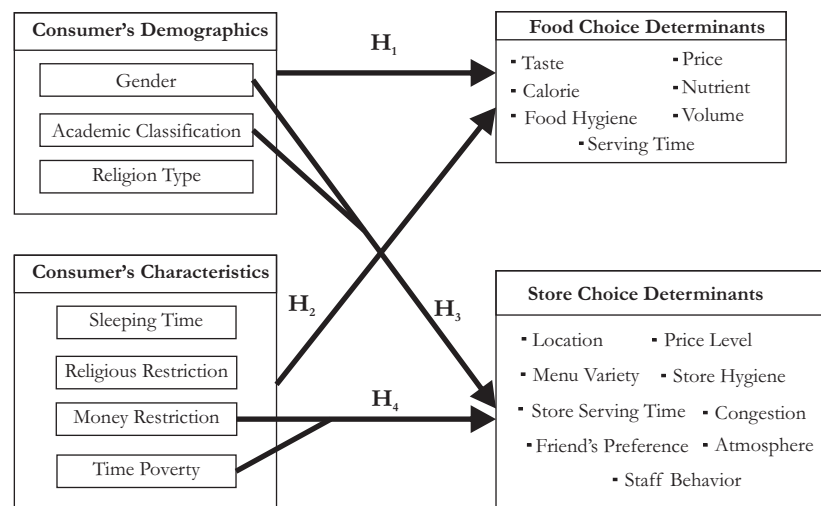 Consumer's Demographics
Gender
Academic Classification
Religion Type
H1
Food Choice Determinants
▪ Taste
▪ Price
▪ Calorie
▪ Nutrient
▪ Food Hygiene
▪ Volume
▪ Serving Time
Consumer's Characteristics
Sleeping Time
Religious Restriction
Money Restriction
Time Poverty
H2
H3
H4
Store Choice Determinants
▪ Location
▪ Price Level
▪ Menu Variety
▪ Store Hygiene
▪ Store Serving Time
▪ Congestion
▪ Friend's Preference
▪ Atmosphere
▪ Staff Behavior